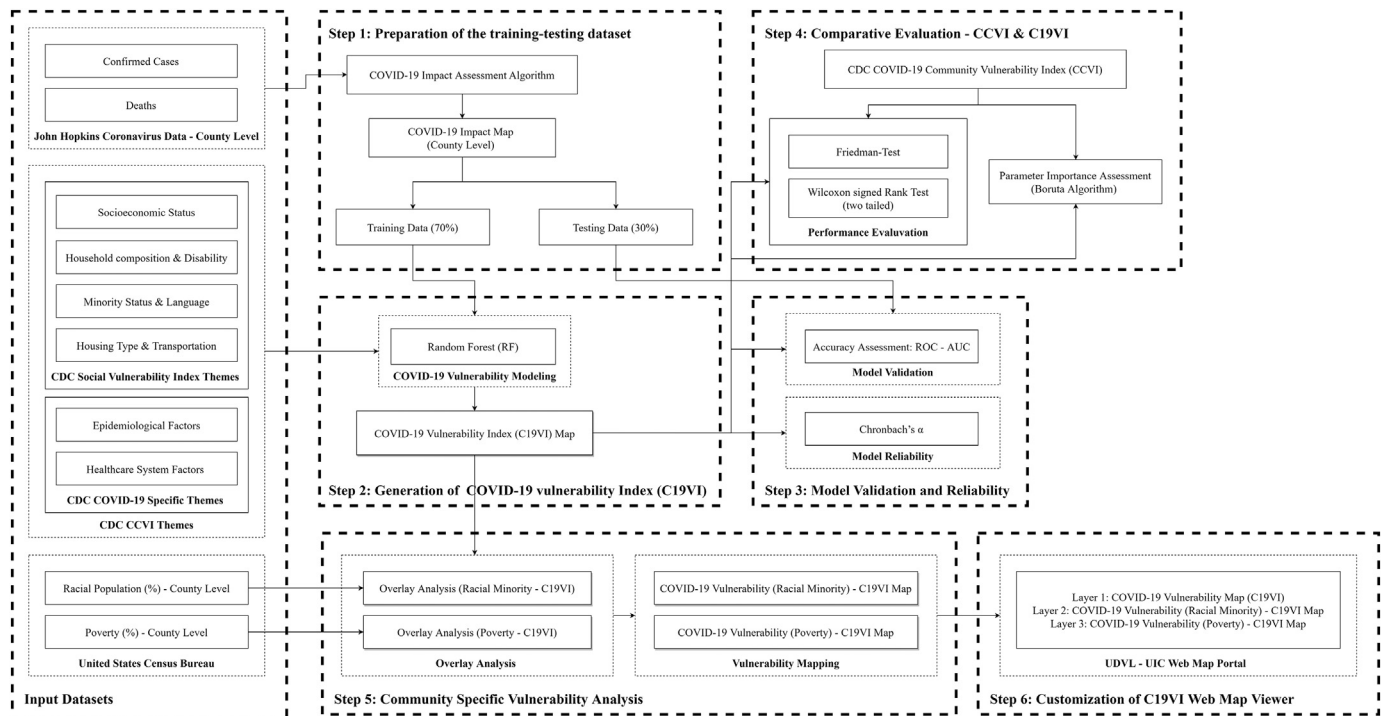 Confirmed Cases
Deaths
John Hopkins Coronavirus Data - County Level
Socioeconomic Status
Household composition & Disability
Minority Status & Language
Housing Type & Transportation
CDC Social Vulnerability Index Themes
Epidemiological Factors
Healthcare System Factors
CDC COVID-19 Specific Themes
CDC CCVI Themes
Racial Population (%) - County Level
Poverty (%) - County Level
United States Census Bureau
Input Datasets
Step 1: Preparation of the training-testing dataset
COVID-19 Impact Assessment Algorithm
COVID-19 Impact Map
(County Level)
Training Data (70%)
Testing Data (30%)
Random Forest (RF)
COVID-19 Vulnerability Modeling
COVID-19 Vulnerability Index (C19VI) Map
Step 2: Generation of COVID-19 vulnerability Index (C19VI)
Step 4: Comparative Evaluation - CCVI & C19VI
CDC COVID-19 Community Vulnerability Index (CCVI)
Friedman-Test
Wilcoxon signed Rank Test
(two tailed)
Performance Evaluvation
Parameter Importance Assessment
(Boruta Algorithm)
Accuracy Assessment: ROC - AUC
Model Validation
Chronbach's α
Model Reliability
Step 3: Model Validation and Reliability
Overlay Analysis (Racial Minority - C19VI)
Overlay Analysis (Poverty - C19VI)
Overlay Analysis
COVID-19 Vulnerability (Racial Minority) - C19VI Map
COVID-19 Vulnerability (Poverty) - C19VI Map
Vulnerability Mapping
Step 5: Community Specific Vulnerability Analysis
Layer 1: COVID-19 Vulnerability Map (C19VI)
Layer 2: COVID-19 Vulnerability (Racial Minority) - C19VI Map
Layer 3: COVID-19 Vulnerability (Poverty) - C19VI Map
UDVL - UIC Web Map Portal
Step 6: Customization of C19VI Web Map Viewer